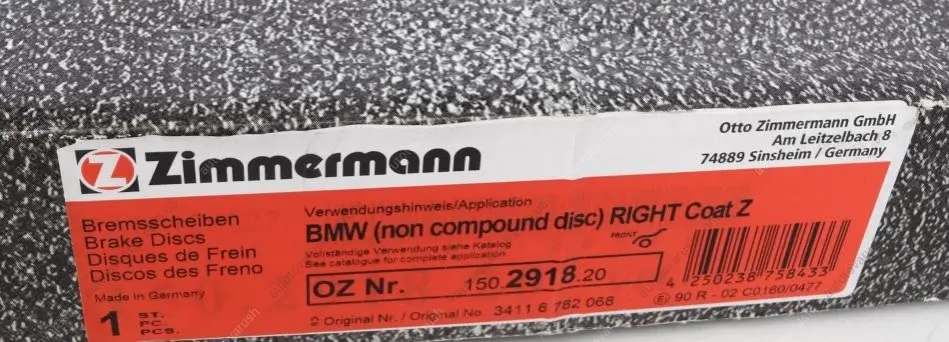 Z Zimmermann
Otto Zimmermann GmbH
Am Leitzelbach 8
74889 Sinsheim / Germany
Bremsscheiben
Brake Discs
Disques de Frein
Discos des Freno
Made in Germany
1 ST.
PC.
PCS.
Verwendungshinweis/Application
BMW (non compound disc) RIGHT Coat Z
Vollständige Verwendung siehe Katalog
See catalogue for complete application
FRONT
OZ Nr. 150.2918.20
Original Nr. / Original No. 3411 6 782 068
4 250238 758433
E 90 R - 02 C0160/0477